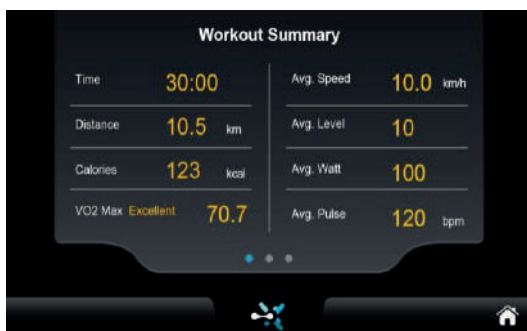 Workout Summary
Time 30:00
Distance 10.5 km
Calories 123 kcal
VO2 Max Excellent 70.7
Avg. Speed 10.0 km/h
Avg. Level 10
Avg. Watt 100
Avg. Pulse 120 bpm